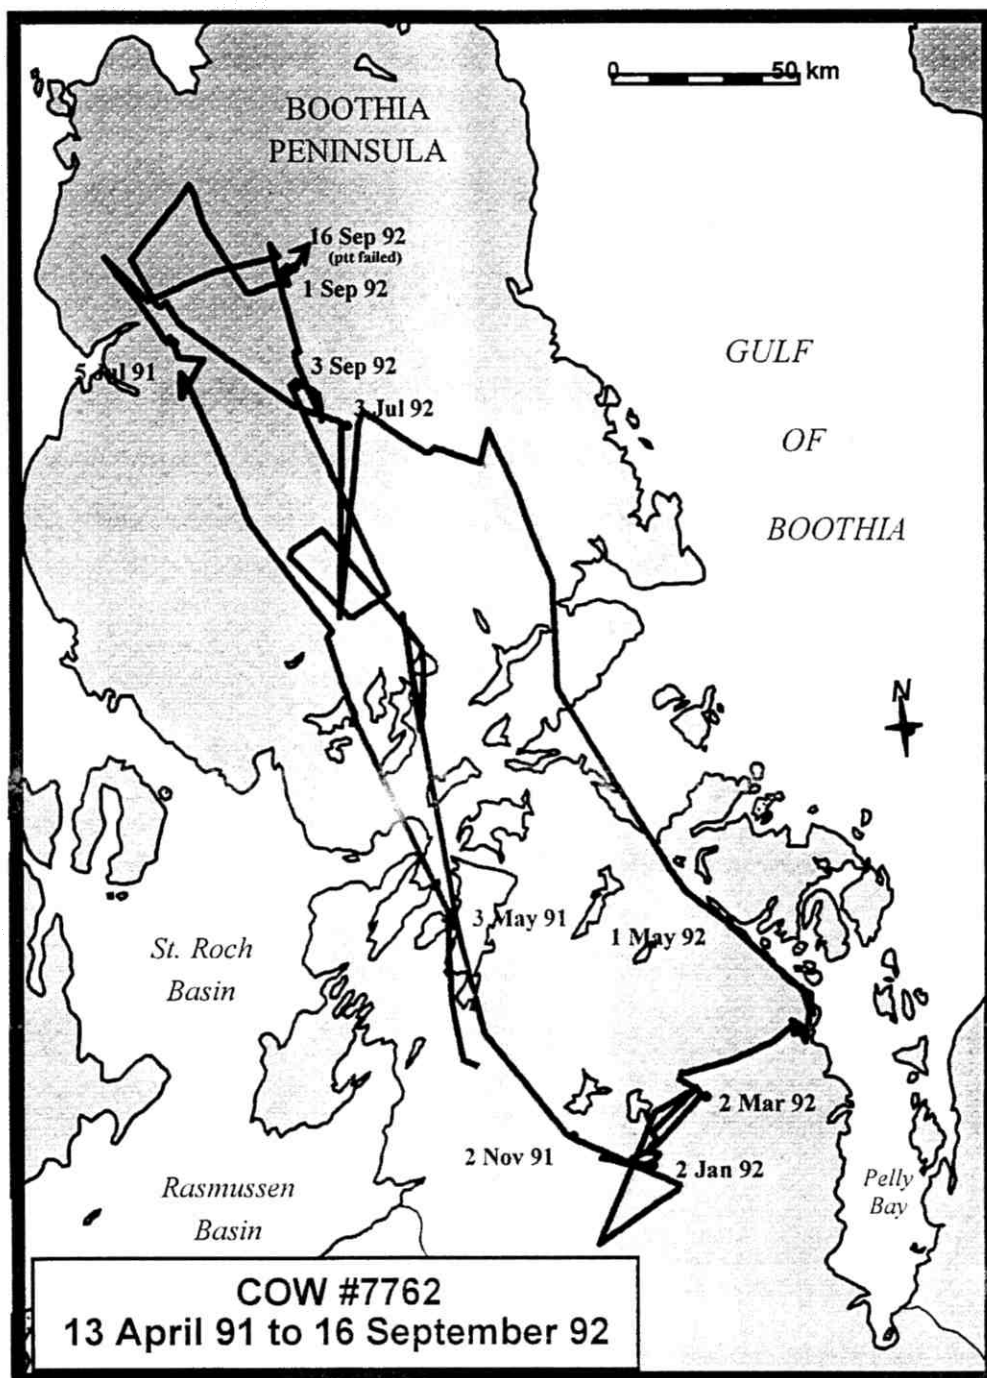 0 50 km
BOOTHIA
PENINSULA
16 Sep 92
(ptt failed)
1 Sep 92
GULF
OF
BOOTHIA
3 Sep 92
5 Jul 91
3 Jul 92
N
3 May 91
1 May 92
St. Roch
Basin
2 Mar 92
2 Nov 91
2 Jan 92
Pelly
Bay
Rasmussen
Basin
COW #7762
13 April 91 to 16 September 92